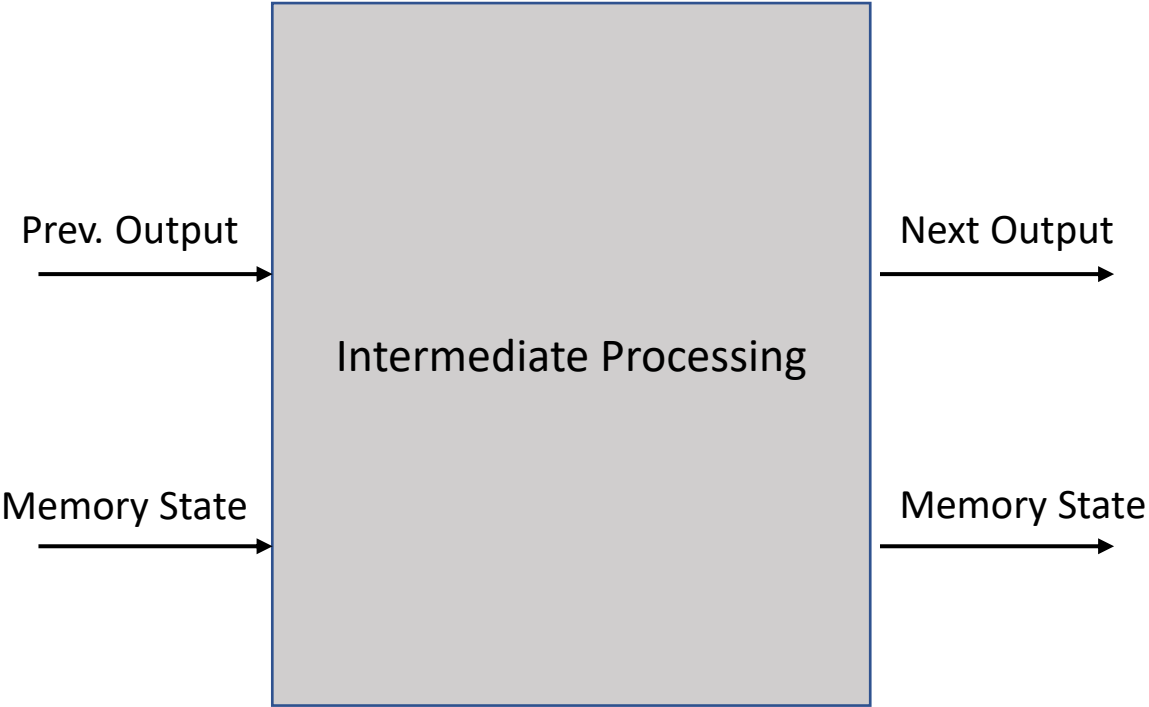 Prev. Output
Next Output
Intermediate Processing
Memory State
Memory State